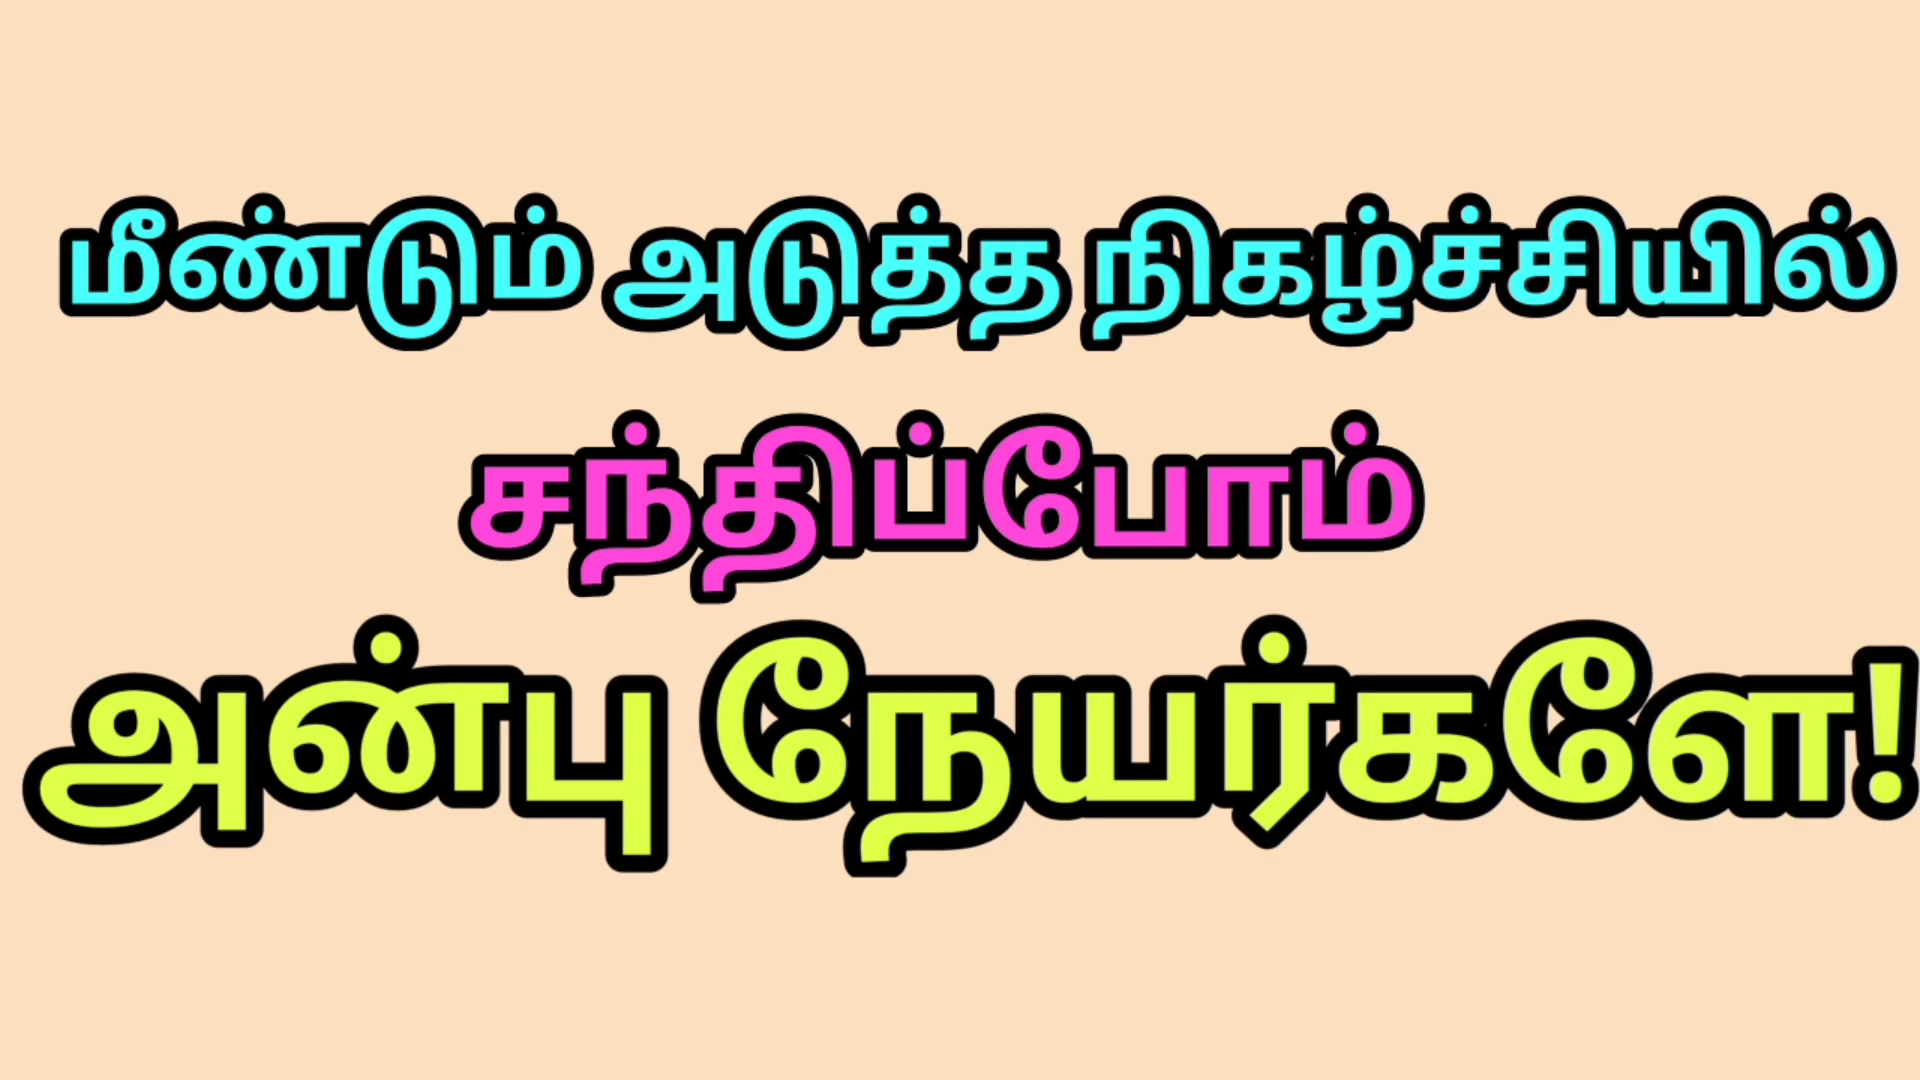 மீண்டும் அடுத்த நிகழ்ச்சியில்
சந்திப்போம்
அன்பு நேயர்களே!